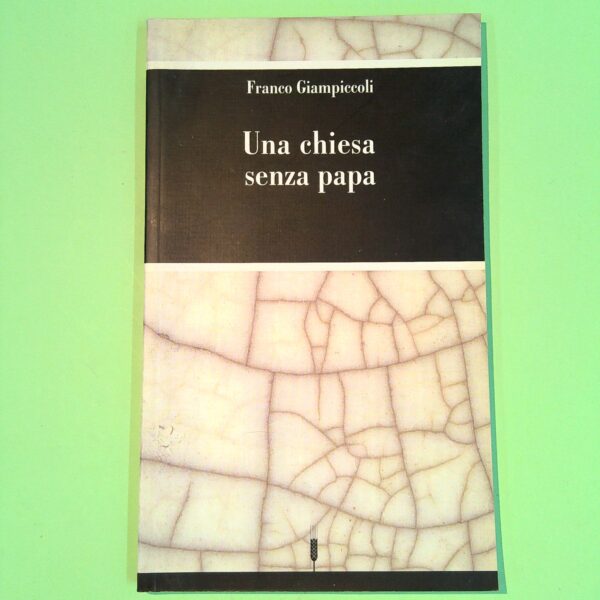 Franco Giampiccoli
Una chiesa
senza papa